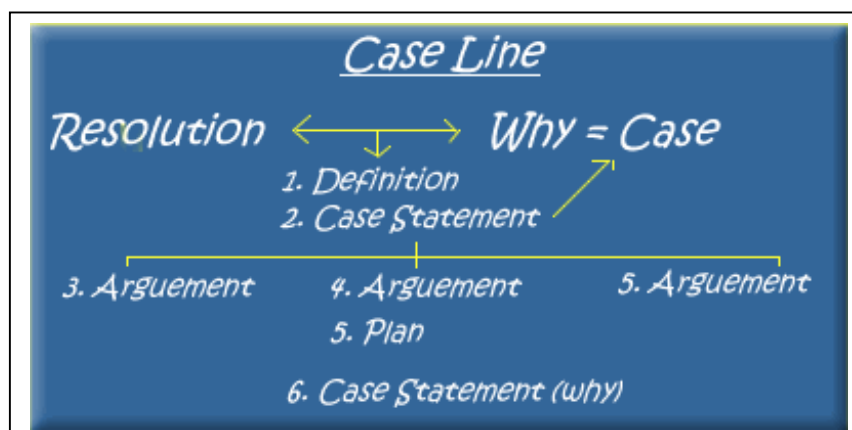 Case Line
Resolution Why = Case
1. Definition
2. Case Statement
3. Arguement 4. Arguement 5. Arguement
5. Plan
6. Case Statement (why)